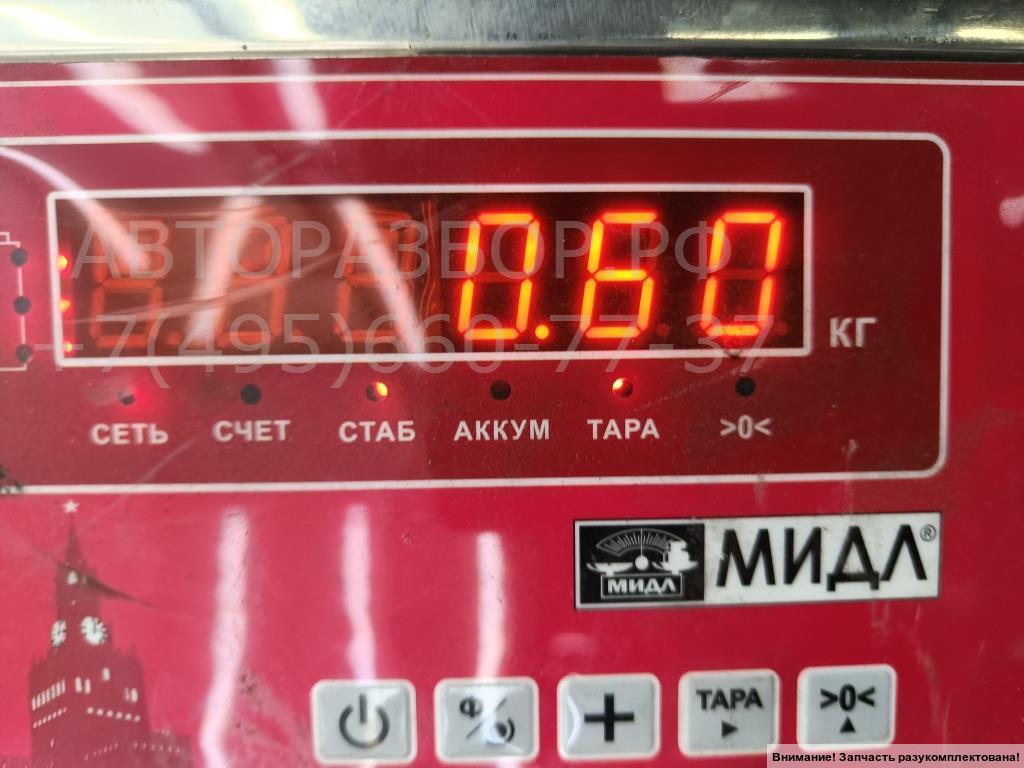 АВТОРАЗБОР.РФ
0.60
+7(495)660-77-37
КГ
СЕТЬ СЧЕТ СТАБ АККУМ ТАРА >0<
МИДЛ МИДЛ®
Ф/ + ТАРА >0<
Внимание! Запчасть разукомплектована!